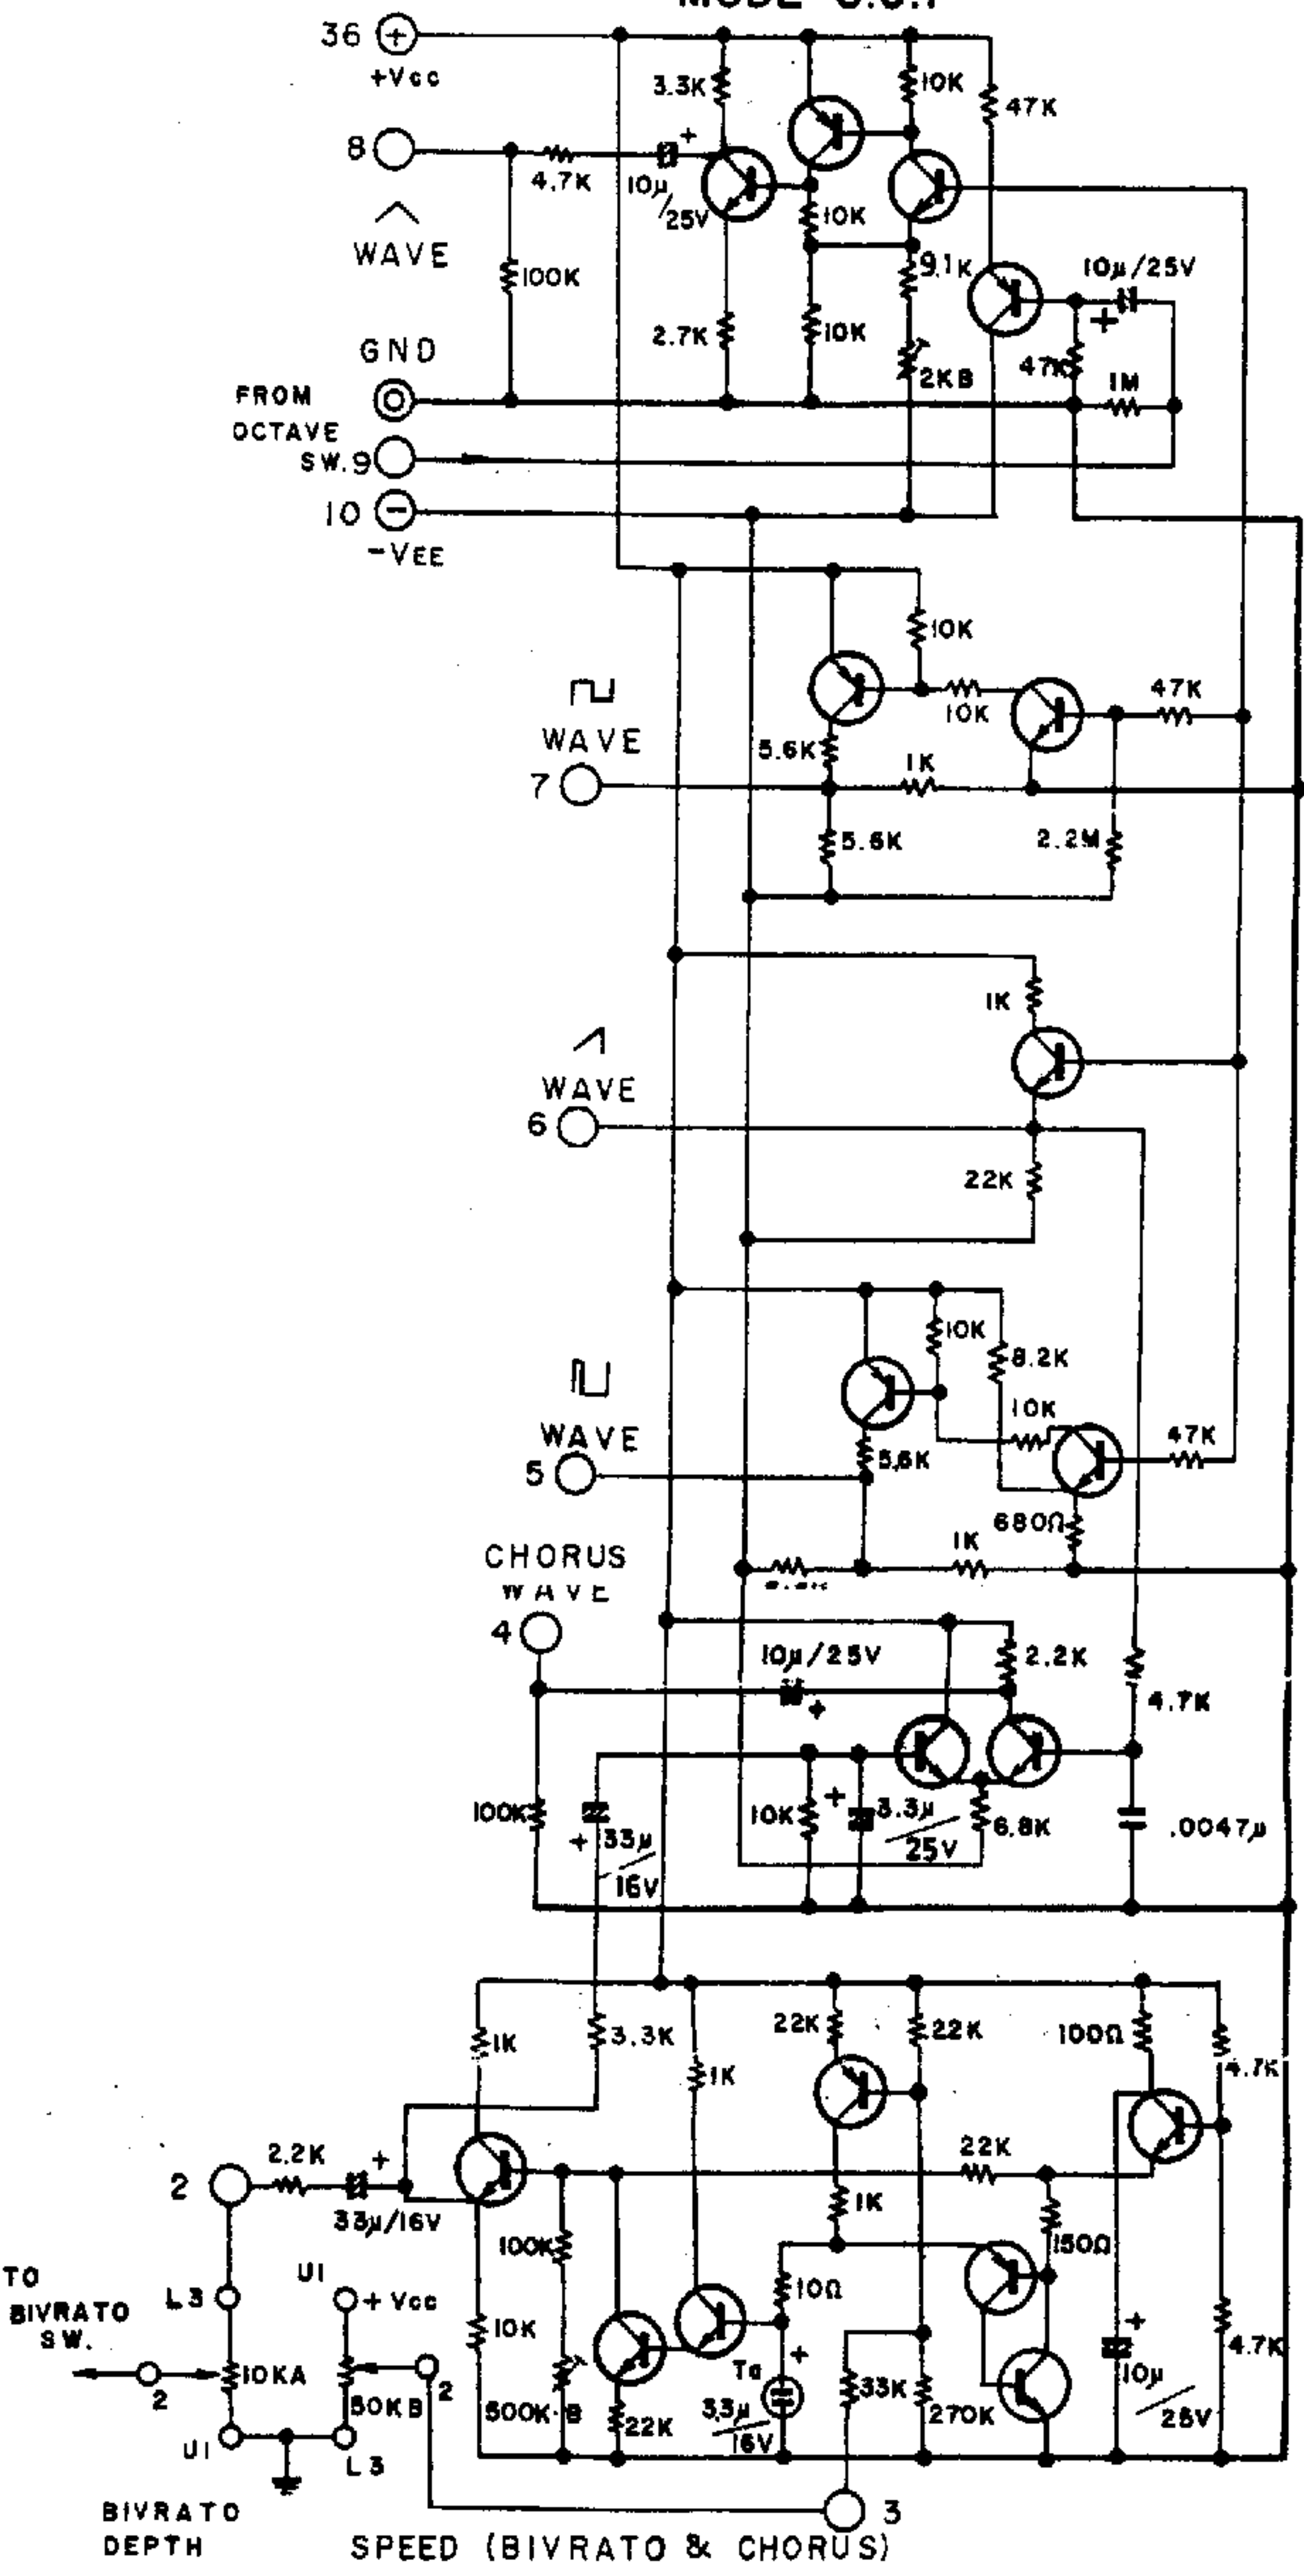 36 +
+Vcc
3.3K
10K
47K
8
4.7K
+
10μ/25V
10K
WAVE
100K
9.1K
10μ/25V
+
GND
2.7K
10K
2KB
47K
1M
FROM
OCTAVE
SW. 9
10 −
-VEE
10K
10K
47K
WAVE
5.6K
1K
7
5.6K
2.2M
1K
WAVE
6
22K
10K
8.2K
10K
47K
WAVE
5
5.6K
680Ω
1K
CHORUS
WAVE
4
10μ/25V
+
2.2K
4.7K
100K
+ 33μ/16V
10K
+
3.3μ/25V
6.8K
.0047μ
1K
3.3K
1K
22K
22K
100Ω
4.7K
2
2.2K
+
33μ/16V
22K
1K
150Ω
100K
10Ω
TO
BIVRATO
SW.
L3
U1
+Vcc
10K
Ta
+
3.3μ/16V
33K
270K
+
10μ/25V
4.7K
2
10KA
50KB
2
500K·B
22K
U1
L3
BIVRATO
DEPTH
3
SPEED (BIVRATO & CHORUS)